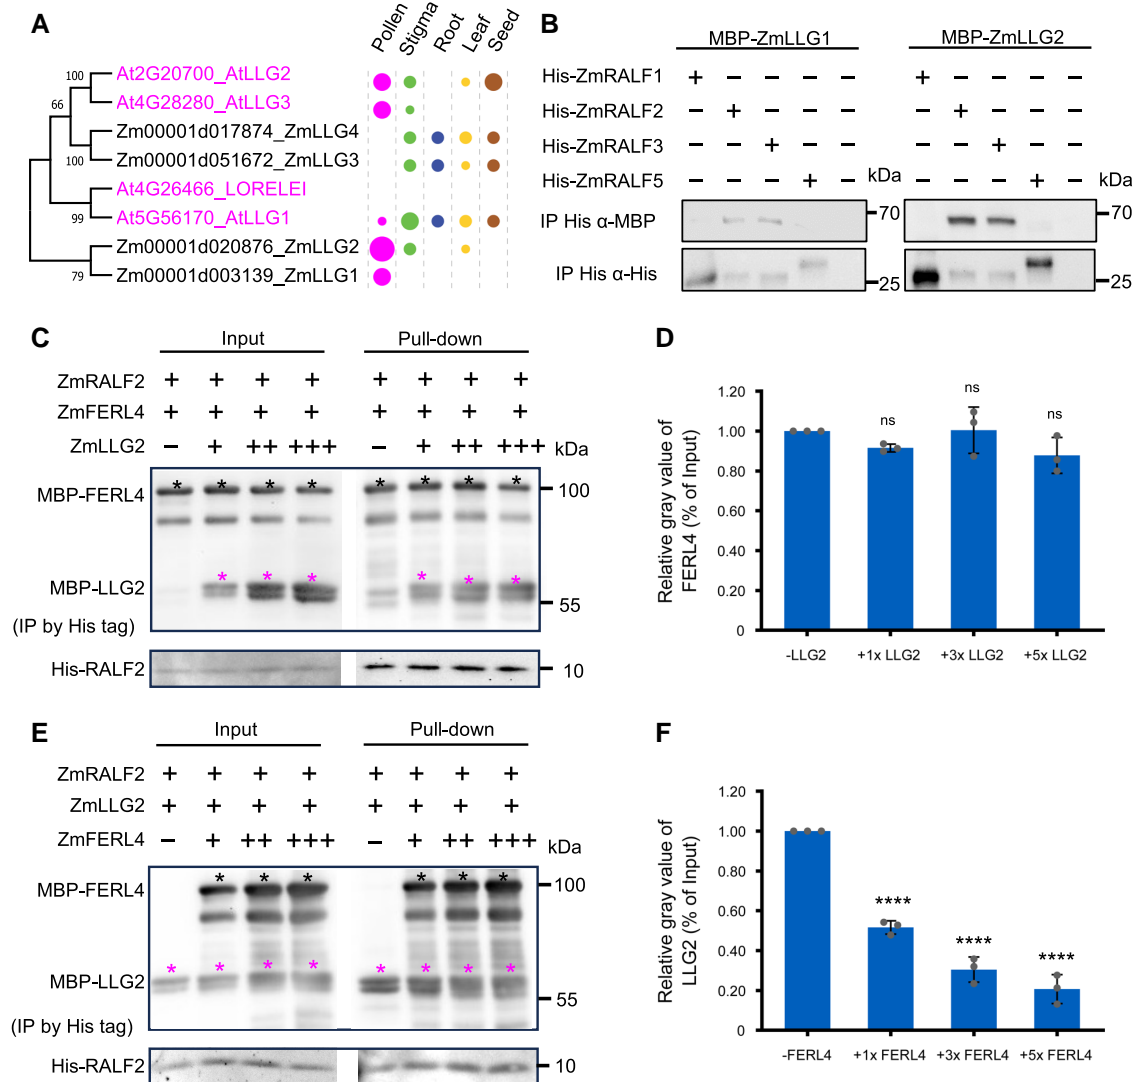 A
Pollen Stigma Root Leaf Seed
100 At2G20700_AtLLG2
66 At4G28280_AtLLG3
Zm00001d017874_ZmLLG4
100 Zm00001d051672_ZmLLG3
At4G26466_LORELEI
99 At5G56170_AtLLG1
Zm00001d020876_ZmLLG2
79 Zm00001d003139_ZmLLG1
B
MBP-ZmLLG1 MBP-ZmLLG2
His-ZmRALF1 + − − − − + − − − −
His-ZmRALF2 − + − − − − + − − −
His-ZmRALF3 − − + − − − − + − −
His-ZmRALF5 − − − + − kDa − − − + − kDa
IP His α-MBP 70 70
IP His α-His 25 25
C
Input Pull-down
ZmRALF2 + + + + + + + +
ZmFERL4 + + + + + + + +
ZmLLG2 − + ++ +++ − + ++ +++ kDa
MBP-FERL4 * * * * * * * * 100
MBP-LLG2 * * * * * * 55
(IP by His tag)
His-RALF2 10
D
Relative gray value of
FERL4 (% of Input)
1.20
1.00
0.80
0.60
0.40
0.20
0
ns ns ns
-LLG2 +1x LLG2 +3x LLG2 +5x LLG2
E
Input Pull-down
ZmRALF2 + + + + + + + +
ZmLLG2 + + + + + + + +
ZmFERL4 − + ++ +++ − + ++ +++ kDa
MBP-FERL4 * * * * * * 100
MBP-LLG2 * * * * * * * * 55
(IP by His tag)
His-RALF2 10
F
Relative gray value of
LLG2 (% of Input)
1.20
1.00
0.80
0.60
0.40
0.20
0
**** **** ****
-FERL4 +1x FERL4 +3x FERL4 +5x FERL4